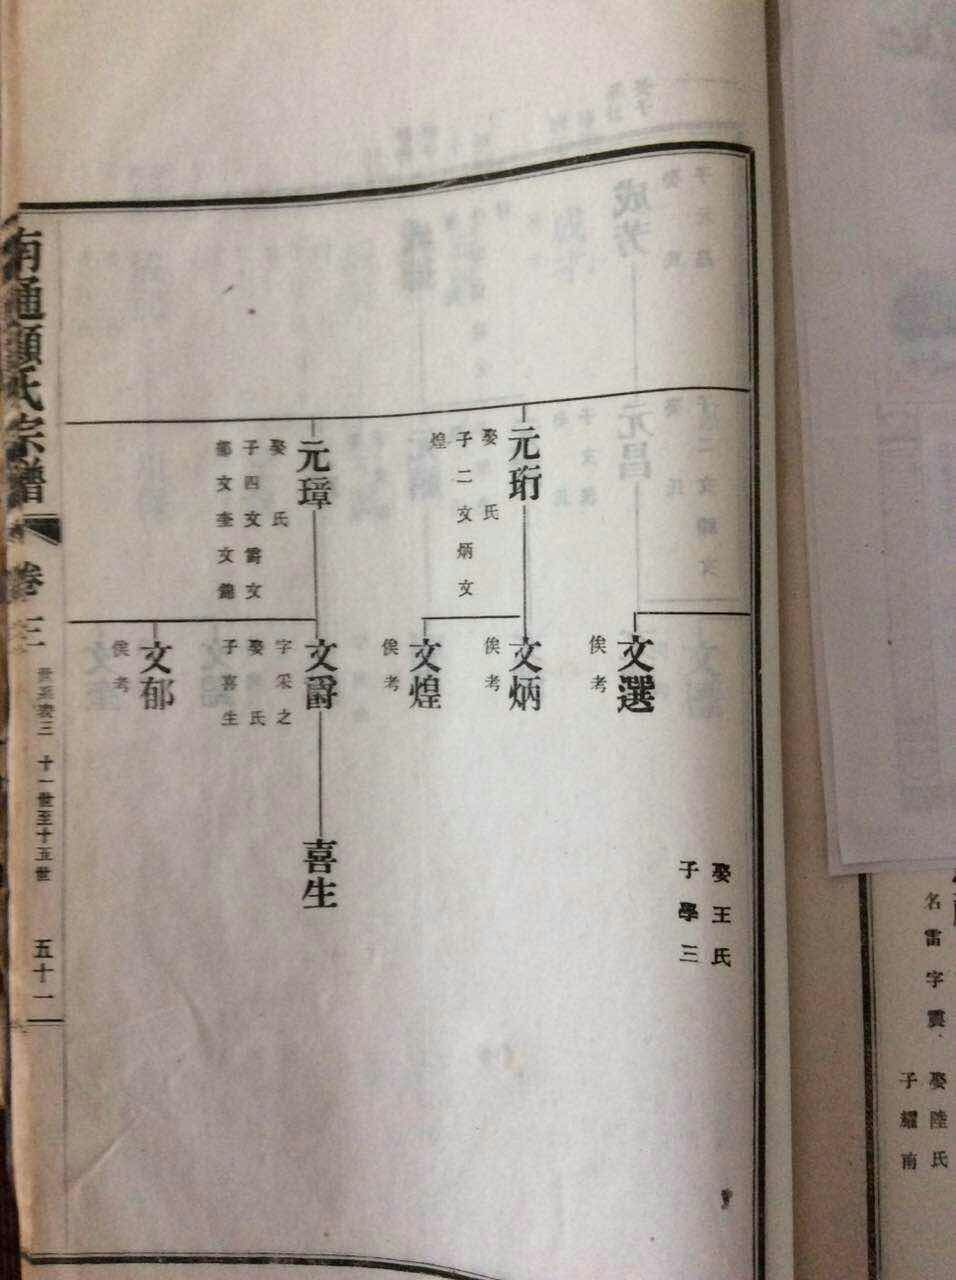 名雷字震
娶陸氏
子耀南
娶王氏
子學三
文選
俟考
元珩
娶 氏
子二文炳文
煌
文炳
俟考
文煌
俟考
元璋
娶 氏
子四文爵文
郁文奎文錦
文爵
字采之
娶 氏
子喜生
喜生
文郁
俟考
南通顧氏宗譜
卷三
世系表三 十一世至十五世
五十一